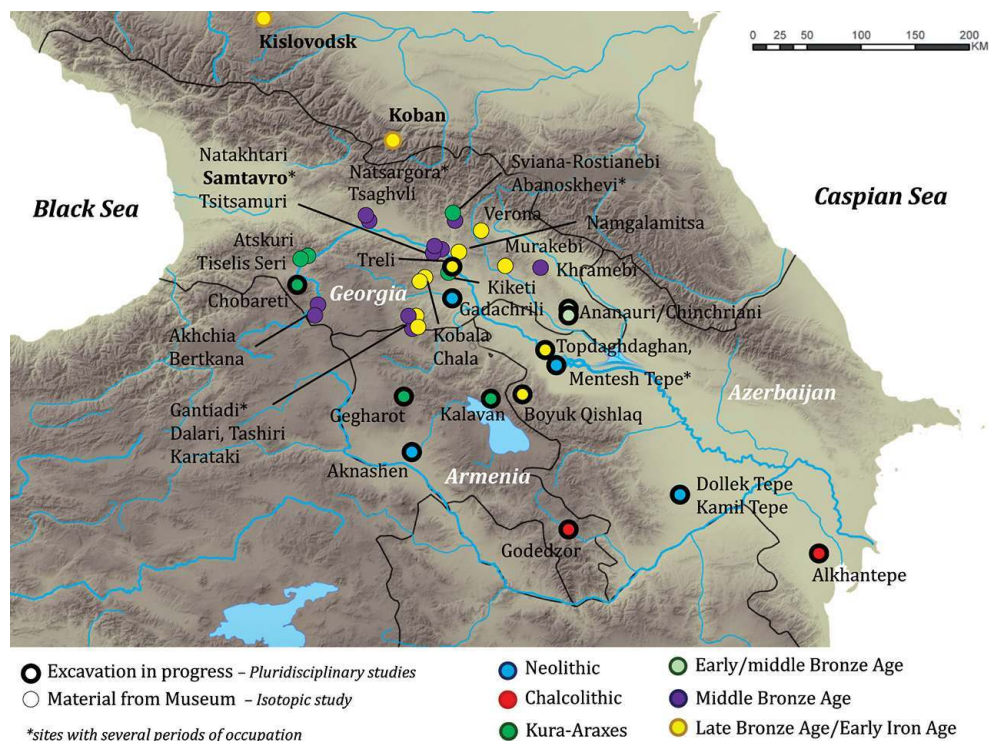 Kislovodsk
0 25 50 100 150 200
KM
Koban
Natakhtari
Samtavro*
Tsitsamuri
Natsargora*
Tsaghvli
Sviana-Rostianebi
Abanoskhevi*
Black Sea
Caspian Sea
Verona
Namgalamitsa
Atskuri
Tiselis Seri
Treli
Murakebi
Khramebi
Chobareti
Georgia
Kiketi
Gadachrili
Ananauri/Chinchriani
Akhchia
Bertkana
Kobala
Chala
Topdaghdaghan,
Mentesh Tepe*
Azerbaijan
Gantiadi*
Dalari, Tashiri
Karataki
Gegharot
Kalavan
Boyuk Qishlaq
Aknashen
Armenia
Dollek Tepe
Kamil Tepe
Godedzor
Alkhantepe
Excavation in progress – Pluridisciplinary studies
Material from Museum – Isotopic study
*sites with several periods of occupation
Neolithic
Chalcolithic
Kura-Araxes
Early/middle Bronze Age
Middle Bronze Age
Late Bronze Age/Early Iron Age